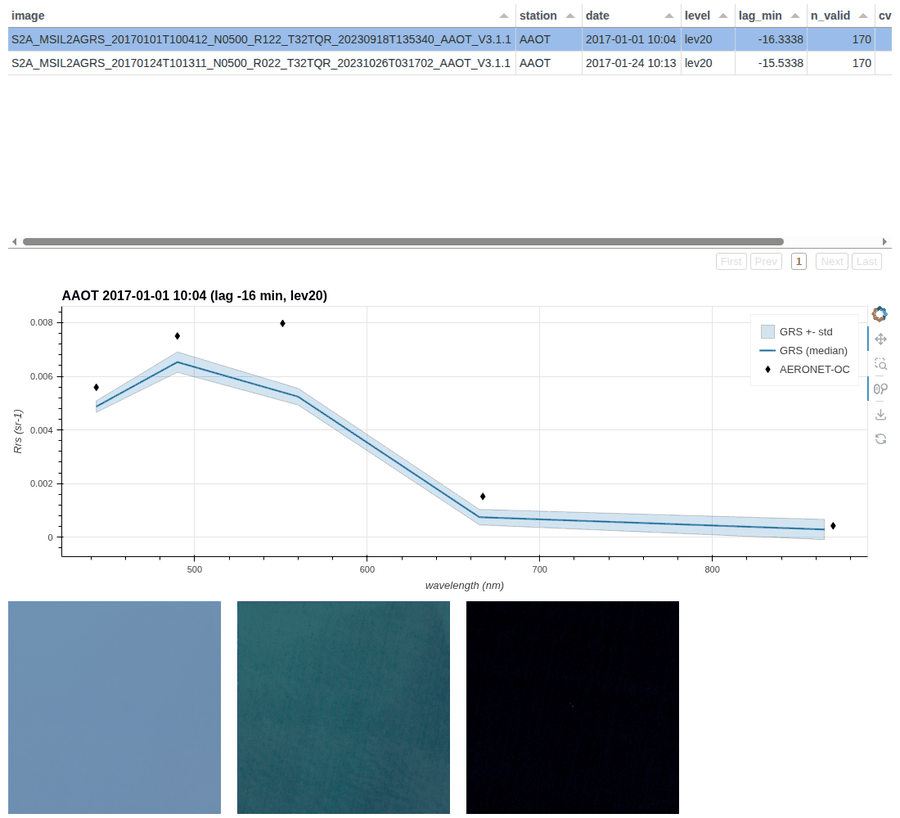 image station date level lag_min n_valid cv
S2A_MSIL2AGRS_20170101T100412_N0500_R122_T32TQR_20230918T135340_AAOT_V3.1.1 AAOT 2017-01-01 10:04 lev20 -16.3338 170
S2A_MSIL2AGRS_20170124T101311_N0500_R022_T32TQR_20231026T031702_AAOT_V3.1.1 AAOT 2017-01-24 10:13 lev20 -15.5338 170
First Prev 1 Next Last
AAOT 2017-01-01 10:04 (lag -16 min, lev20)
0.008
0.006
0.004
0.002
0
Rrs (sr-1)
GRS +- std
GRS (median)
AERONET-OC
500 600 700 800
wavelength (nm)